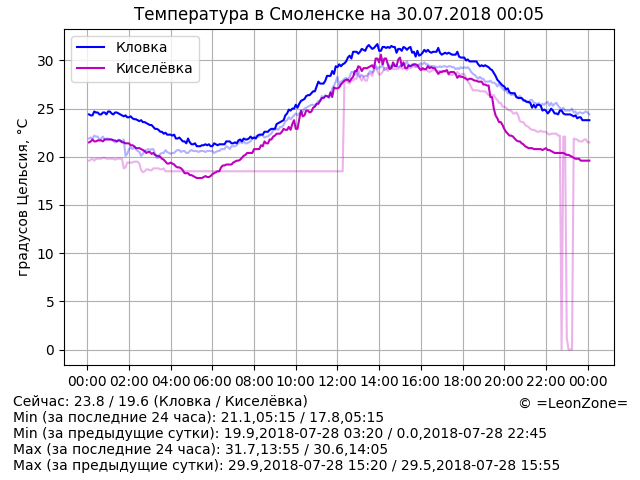 Температура в Смоленске на 30.07.2018 00:05
Кловка
Киселёвка
градусов Цельсия, °C
30
25
20
15
10
5
0
00:00 02:00 04:00 06:00 08:00 10:00 12:00 14:00 16:00 18:00 20:00 22:00 00:00
Сейчас: 23.8 / 19.6 (Кловка / Киселёвка)
© =LeonZone=
Min (за последние 24 часа): 21.1,05:15 / 17.8,05:15
Min (за предыдущие сутки): 19.9,2018-07-28 03:20 / 0.0,2018-07-28 22:45
Max (за последние 24 часа): 31.7,13:55 / 30.6,14:05
Max (за предыдущие сутки): 29.9,2018-07-28 15:20 / 29.5,2018-07-28 15:55